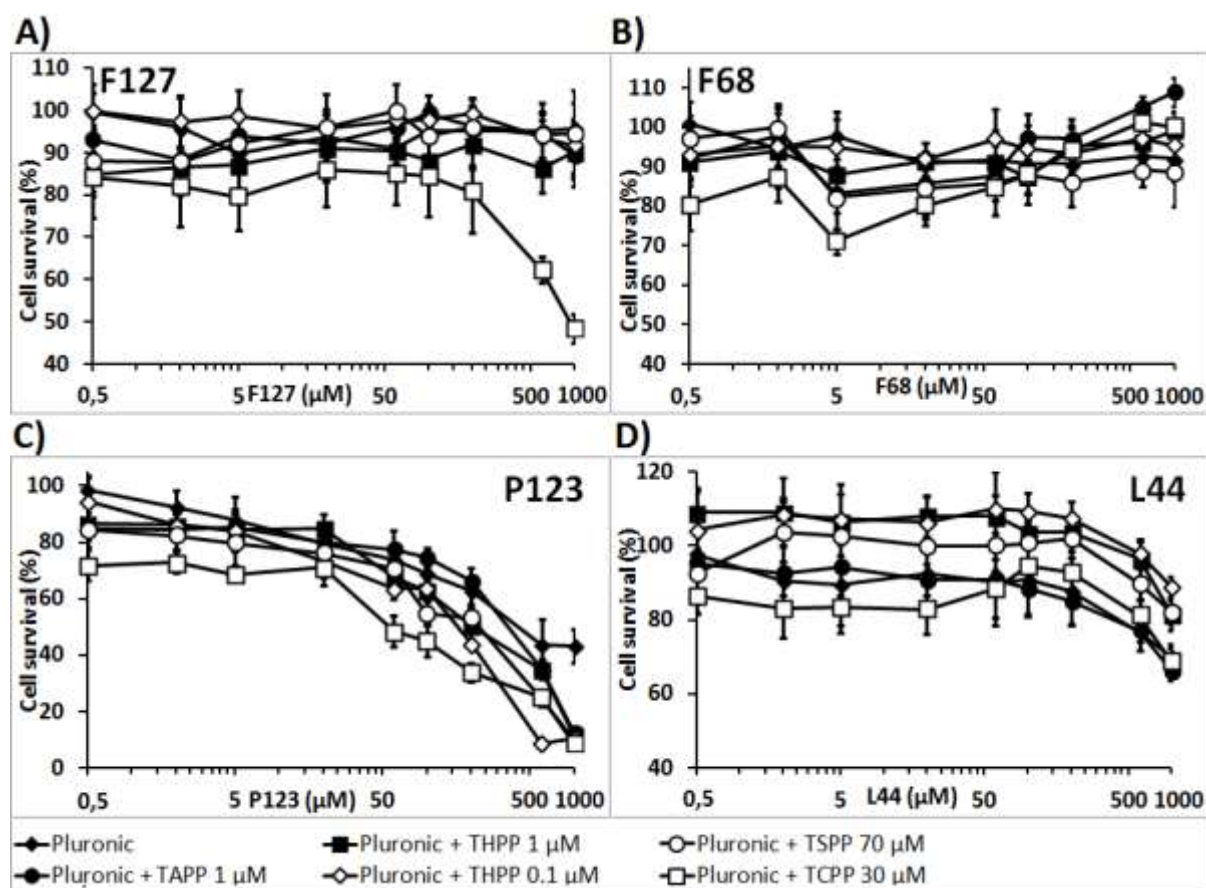 A)
F127
110
100
90
80
70
60
50
40
Cell survival (%)
0,5 5 50 500 1000
F127 (µM)
B)
F68
110
100
90
80
70
60
50
40
Cell survival (%)
0,5 5 50 500 1000
F68 (µM)
C)
P123
100
80
60
40
20
0
Cell survival (%)
0,5 5 50 500 1000
P123 (µM)
D)
L44
120
100
80
60
40
Cell survival (%)
0,5 5 50 500 1000
L44 (µM)
Pluronic Pluronic + THPP 1 µM Pluronic + TSPP 70 µM
Pluronic + TAPP 1 µM Pluronic + THPP 0.1 µM Pluronic + TCPP 30 µM